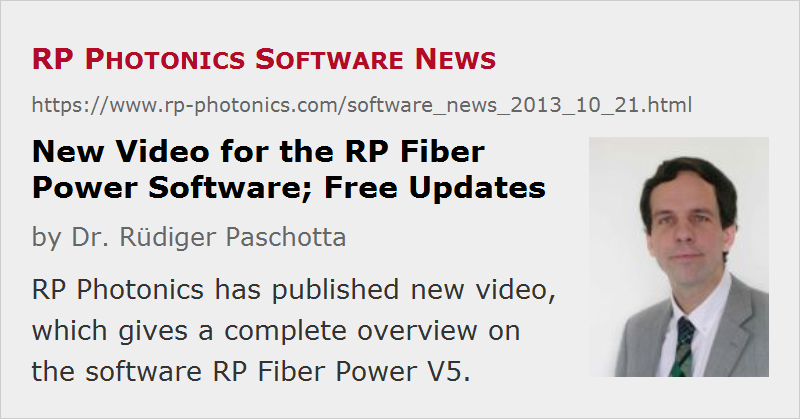 RP Photonics Software News
https://www.rp-photonics.com/software_news_2013_10_21.html
New Video for the RP Fiber
Power Software; Free Updates
by Dr. Rüdiger Paschotta
RP Photonics has published new video,
which gives a complete overview on
the software RP Fiber Power V5.